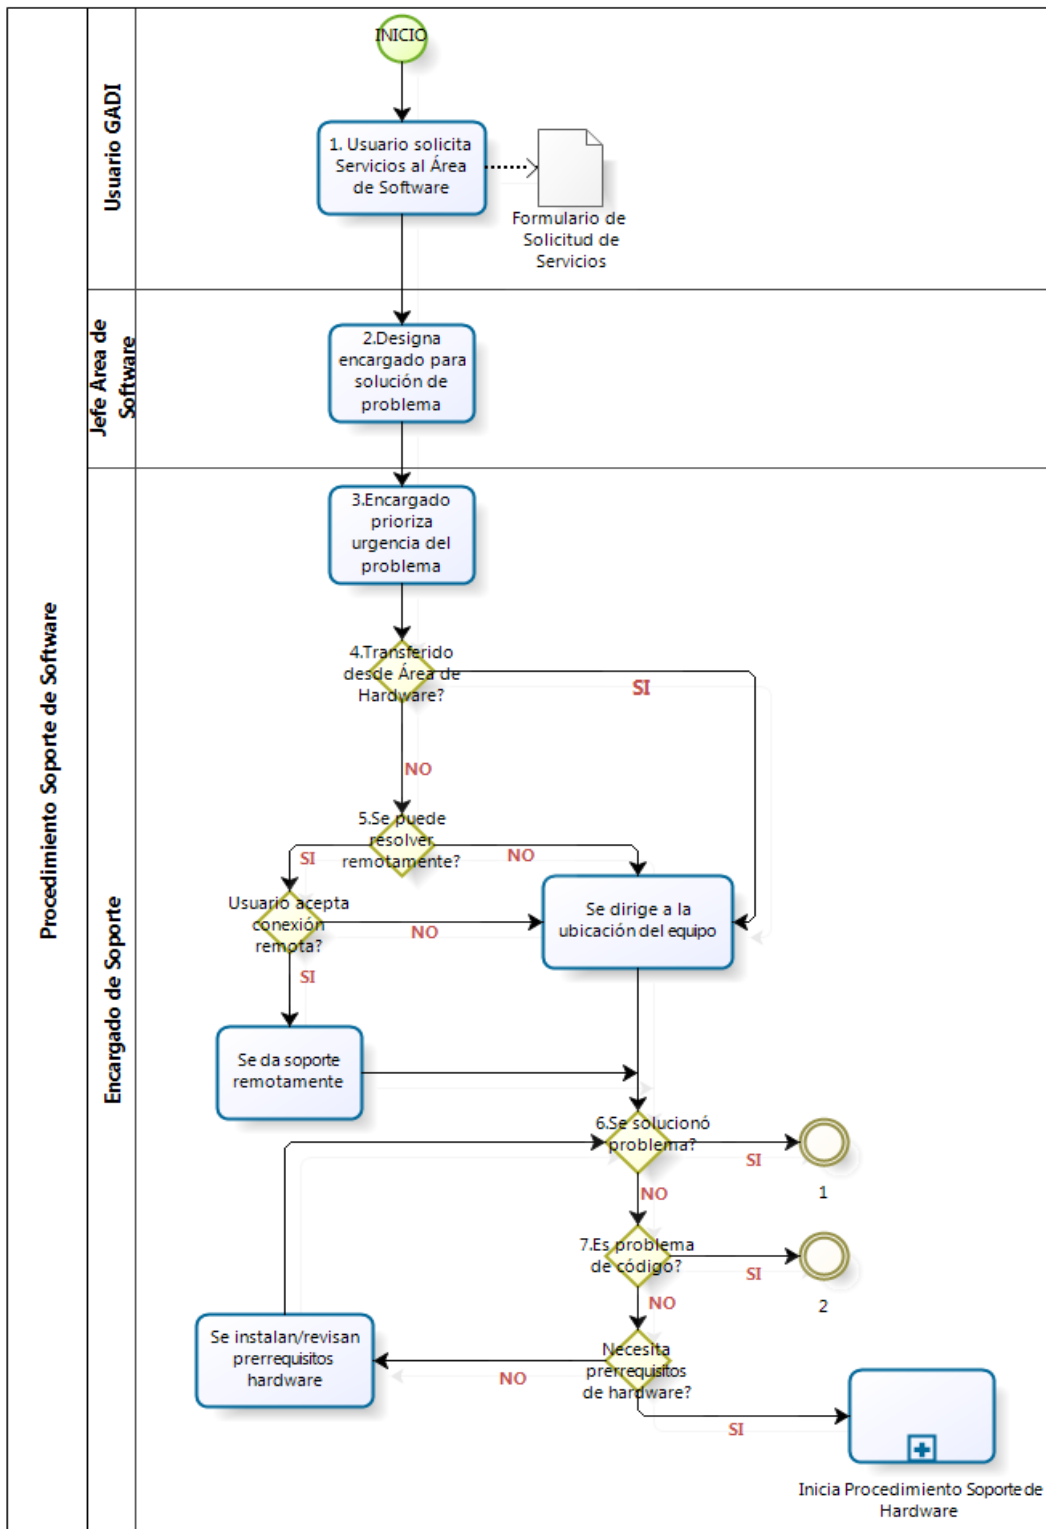 Procedimiento Soporte de Software
Usuario GADI
INICIO
1. Usuario solicita
Servicios al Área
de Software
Formulario de
Solicitud de
Servicios
Jefe Área de
Software
2.Designa
encargado para
solución de
problema
Encargado de Soporte
3.Encargado
prioriza
urgencia del
problema
4.Transferido
desde Área de
Hardware?
SI
NO
5.Se puede
resolver
remotamente?
SI
NO
Usuario acepta
conexión
remota?
NO
SI
Se dirige a la
ubicación del equipo
Se da soporte
remotamente
6.Se solucionó
problema?
SI
1
NO
7.Es problema
de código?
SI
2
NO
Necesita
prerrequisitos
de hardware?
NO
SI
Se instalan/revisan
prerrequisitos
hardware
Inicia Procedimiento Soporte de
Hardware